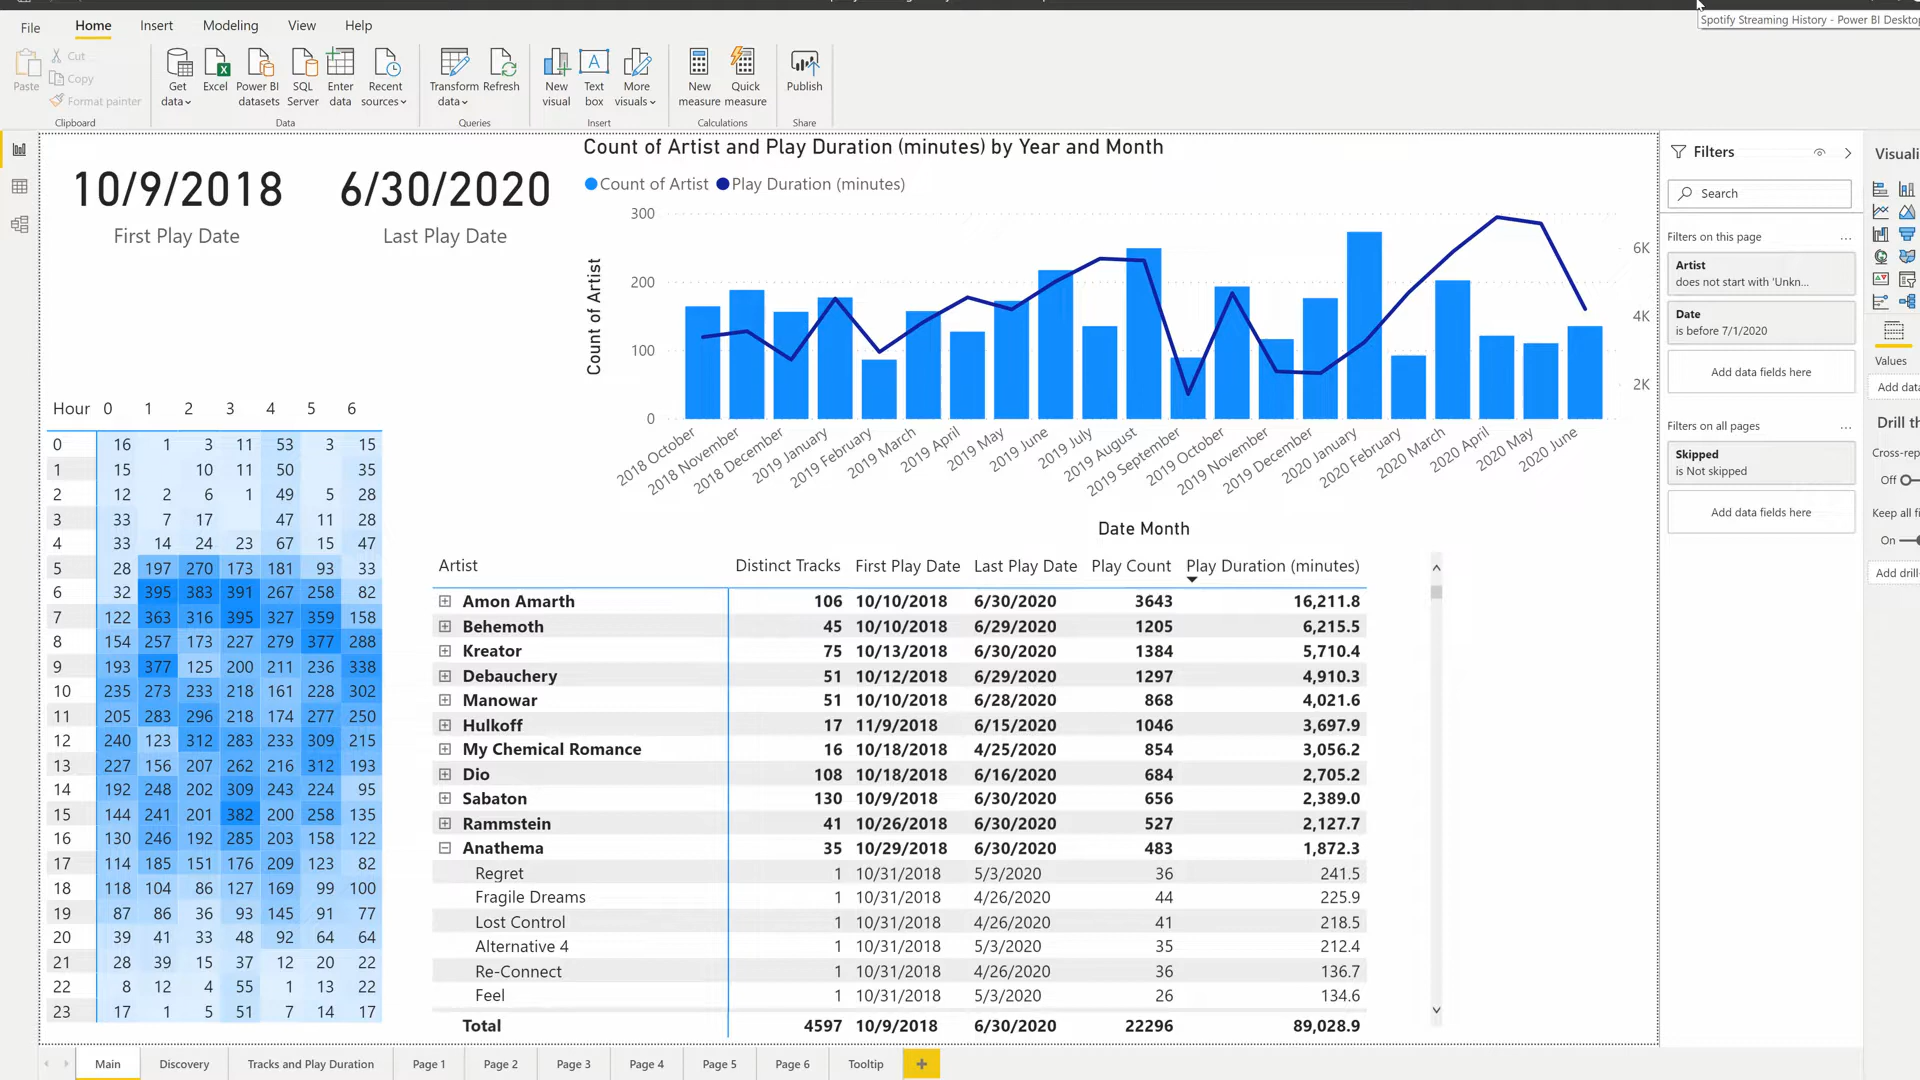 Spotify Streaming History - Power BI Desktop
File Home Insert Modeling View Help
Paste Cut Copy Format painter
Get data Excel Power BI datasets SQL Server Enter data Recent sources Transform data Refresh New visual Text box More visuals New measure Quick measure Publish
Clipboard Data Queries Insert Calculations Share
10/9/2018
First Play Date
6/30/2020
Last Play Date
Count of Artist and Play Duration (minutes) by Year and Month
Count of Artist Play Duration (minutes)
Count of Artist
300
200
100
0
6K
4K
2K
2018 October
2018 November
2018 December
2019 January
2019 February
2019 March
2019 April
2019 May
2019 June
2019 July
2019 August
2019 September
2019 October
2019 November
2019 December
2020 January
2020 February
2020 March
2020 April
2020 May
2020 June
Date Month
Hour 0 1 2 3 4 5 6
0 16 1 3 11 53 3 15
1 15 10 11 50 35
2 12 2 6 1 49 5 28
3 33 7 17 47 11 28
4 33 14 24 23 67 15 47
5 28 197 270 173 181 93 33
6 32 395 383 391 267 258 82
7 122 363 316 395 327 359 158
8 154 257 173 227 279 377 288
9 193 377 125 200 211 236 338
10 235 273 233 218 161 228 302
11 205 283 296 218 174 277 250
12 240 123 312 283 233 309 215
13 227 156 207 262 216 312 193
14 192 248 202 309 243 224 95
15 144 241 201 382 200 258 135
16 130 246 192 285 203 158 122
17 114 185 151 176 209 123 82
18 118 104 86 127 169 99 100
19 87 86 36 93 145 91 77
20 39 41 33 48 92 64 64
21 28 39 15 37 12 20 22
22 8 12 4 55 1 13 22
23 17 1 5 51 7 14 17
Artist Distinct Tracks First Play Date Last Play Date Play Count Play Duration (minutes)
Amon Amarth 106 10/10/2018 6/30/2020 3643 16,211.8
Behemoth 45 10/10/2018 6/29/2020 1205 6,215.5
Kreator 75 10/13/2018 6/30/2020 1384 5,710.4
Debauchery 51 10/12/2018 6/29/2020 1297 4,910.3
Manowar 51 10/10/2018 6/28/2020 868 4,021.6
Hulkoff 17 11/9/2018 6/15/2020 1046 3,697.9
My Chemical Romance 16 10/18/2018 4/25/2020 854 3,056.2
Dio 108 10/18/2018 6/16/2020 684 2,705.2
Sabaton 130 10/9/2018 6/30/2020 656 2,389.0
Rammstein 41 10/26/2018 6/30/2020 527 2,127.7
Anathema 35 10/29/2018 6/30/2020 483 1,872.3
Regret 1 10/31/2018 5/3/2020 36 241.5
Fragile Dreams 1 10/31/2018 4/26/2020 44 225.9
Lost Control 1 10/31/2018 4/26/2020 41 218.5
Alternative 4 1 10/31/2018 5/3/2020 35 212.4
Re-Connect 1 10/31/2018 4/26/2020 36 136.7
Feel 1 10/31/2018 5/3/2020 26 134.6
Total 4597 10/9/2018 6/30/2020 22296 89,028.9
Filters
Search
Filters on this page ...
Artist
does not start with 'Unkn...
Date
is before 7/1/2020
Add data fields here
Filters on all pages ...
Skipped
is Not skipped
Add data fields here
Visuali
Values
Add data
Drill th
Cross-rep
Off
Keep all fi
On
Add drill-
Main Discovery Tracks and Play Duration Page 1 Page 2 Page 3 Page 4 Page 5 Page 6 Tooltip +